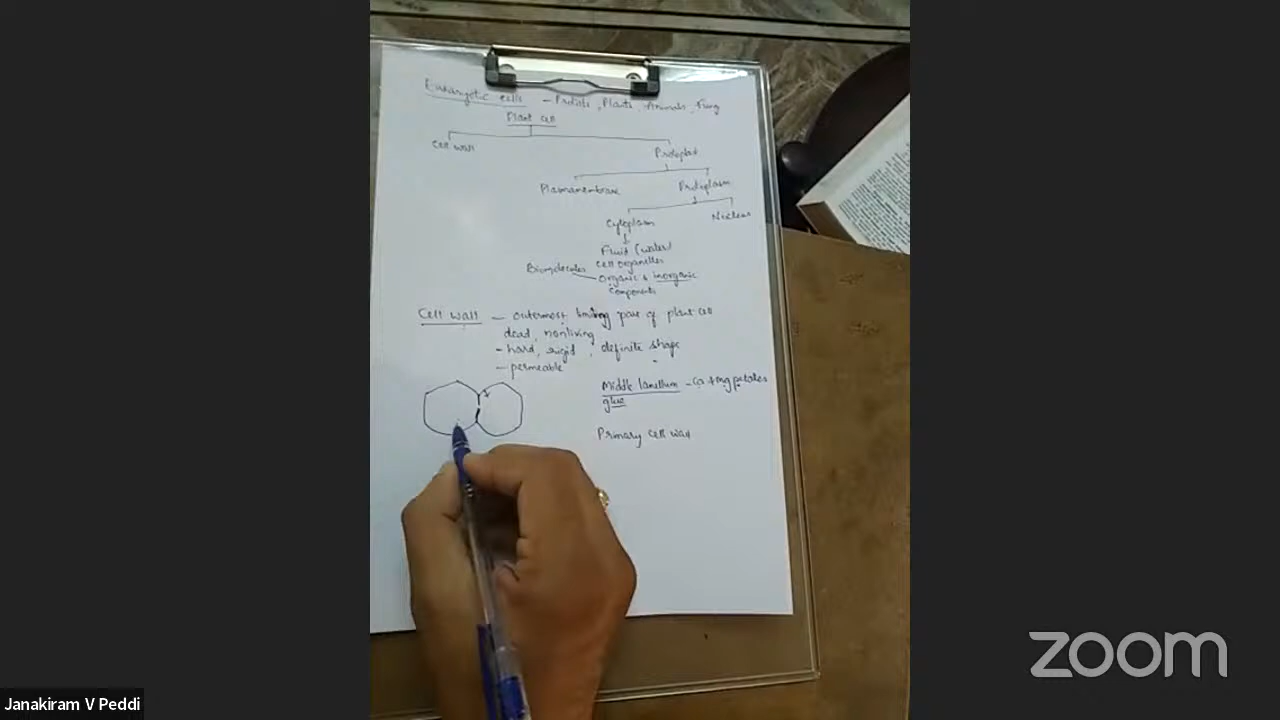 Eukaryotic cells - Protists, Plants, Animals, Fungi
Plant cell
Cell wall
Protoplast
Plasmamembrane
Protoplasm
Cytoplasm
Nucleus
Fluid (water)
Biomolecules
Cell organelles
Organic & inorganic
components
Cell wall - outermost limiting part of plant cell
dead, nonliving
- hard, rigid, definite shape
- permeable
Middle lamellum - Ca + Mg
glue
Primary cell wall
zoom
Janakiram V Peddi